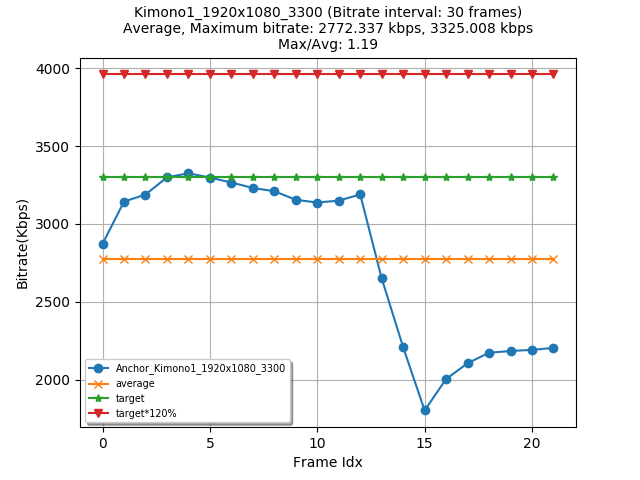 Kimono1_1920x1080_3300 (Bitrate interval: 30 frames)
Average, Maximum bitrate: 2772.337 kbps, 3325.008 kbps
Max/Avg: 1.19
4000
3500
3000
2500
2000
Bitrate(Kbps)
Anchor_Kimono1_1920x1080_3300
average
target
target*120%
0 5 10 15 20
Frame Idx